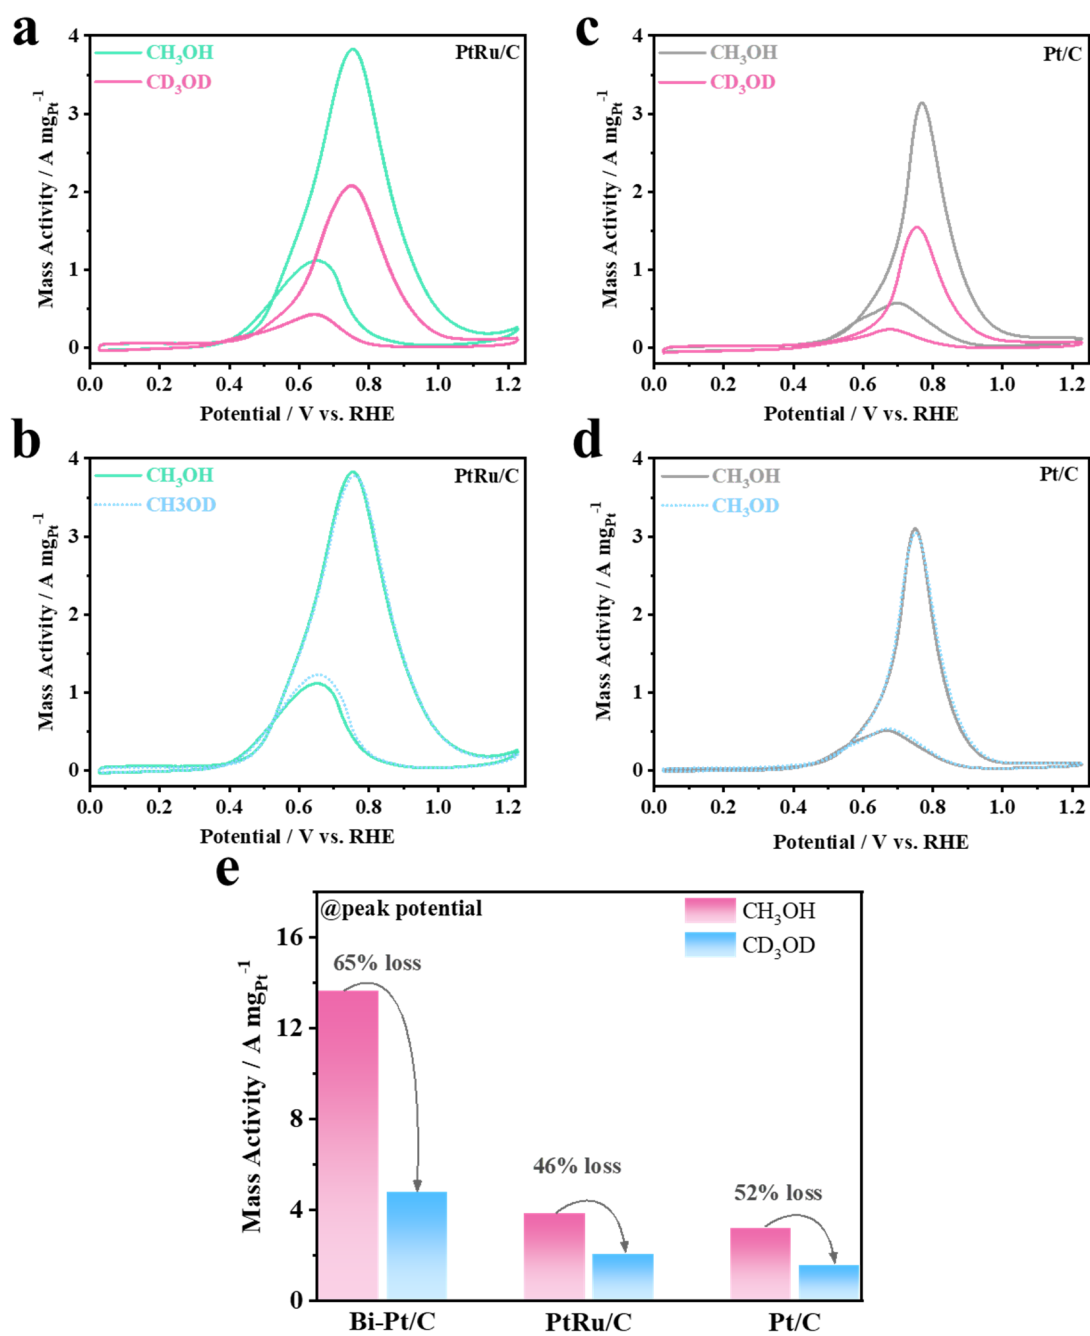 a
CH₃OH
CD₃OD
PtRu/C
4
3
2
1
0
Mass Activity / A mgPt⁻¹
0.0 0.2 0.4 0.6 0.8 1.0 1.2
Potential / V vs. RHE
c
CH₃OH
CD₃OD
Pt/C
4
3
2
1
0
Mass Activity / A mgPt⁻¹
0.0 0.2 0.4 0.6 0.8 1.0 1.2
Potential / V vs. RHE
b
CH₃OH
CH3OD
PtRu/C
4
3
2
1
0
Mass Activity / A mgPt⁻¹
0.0 0.2 0.4 0.6 0.8 1.0 1.2
Potential / V vs. RHE
d
CH₃OH
CH₃OD
Pt/C
4
3
2
1
0
Mass Activity / A mgPt⁻¹
0.0 0.2 0.4 0.6 0.8 1.0 1.2
Potential / V vs. RHE
e
@peak potential
CH₃OH
CD₃OD
65% loss
46% loss
52% loss
16
12
8
4
0
Mass Activity / A mgPt⁻¹
Bi-Pt/C PtRu/C Pt/C